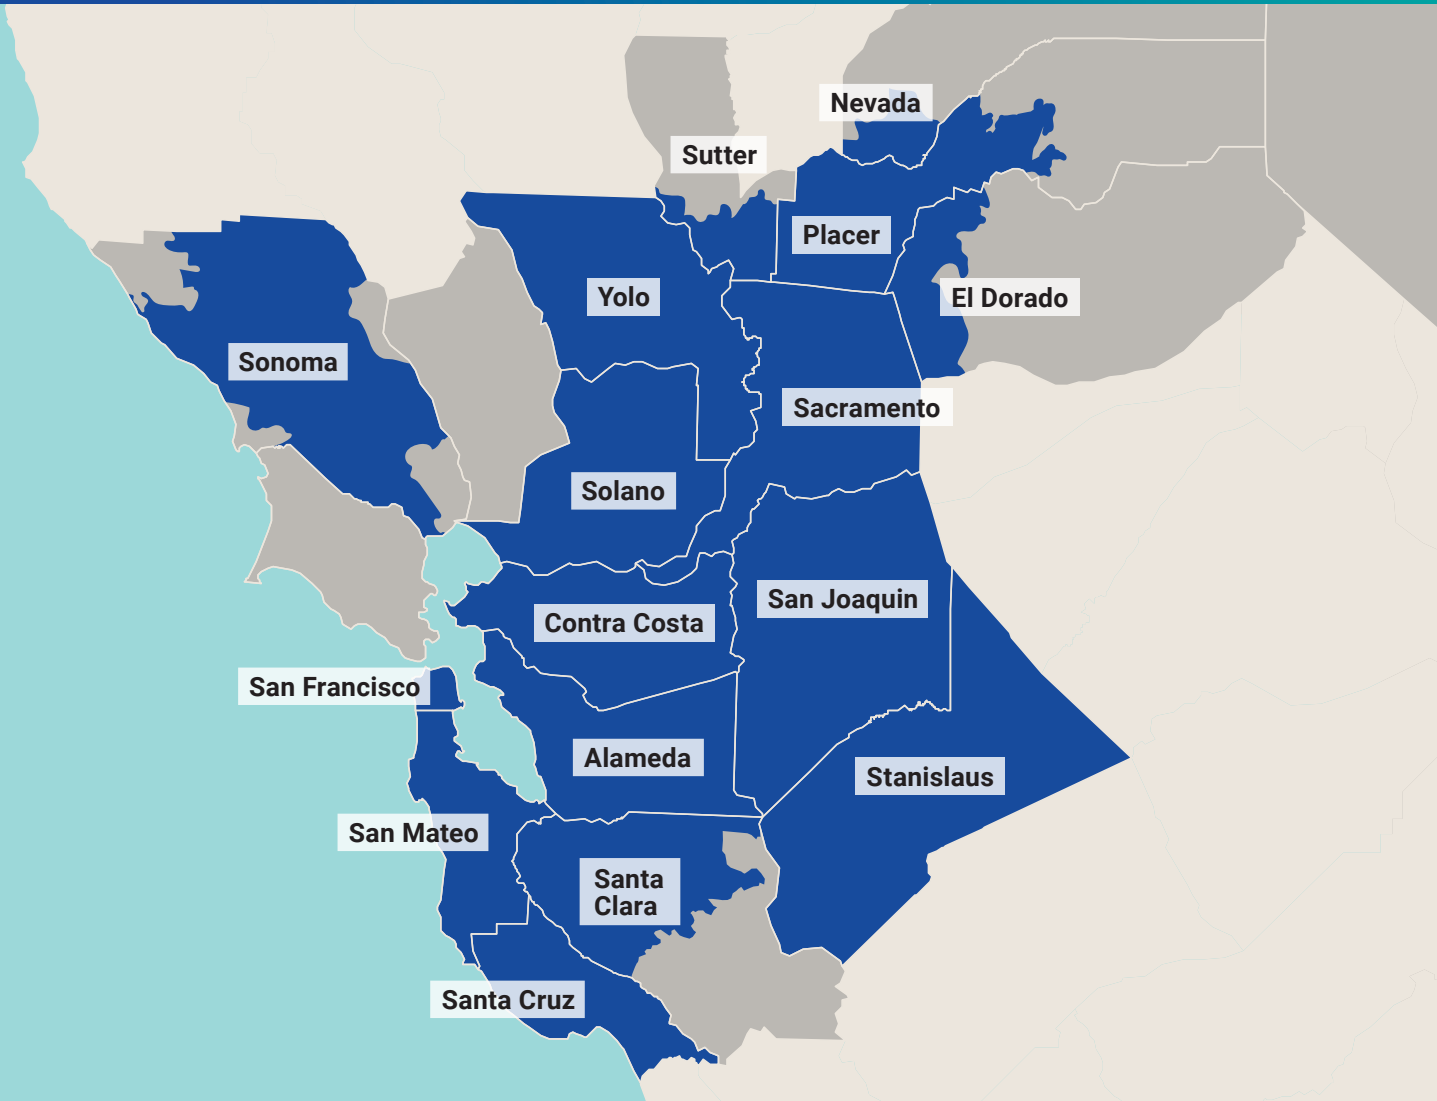 Nevada
Sutter
Placer
Yolo
El Dorado
Sonoma
Sacramento
Solano
San Joaquin
Contra Costa
San Francisco
Alameda
Stanislaus
San Mateo
Santa
Clara
Santa Cruz